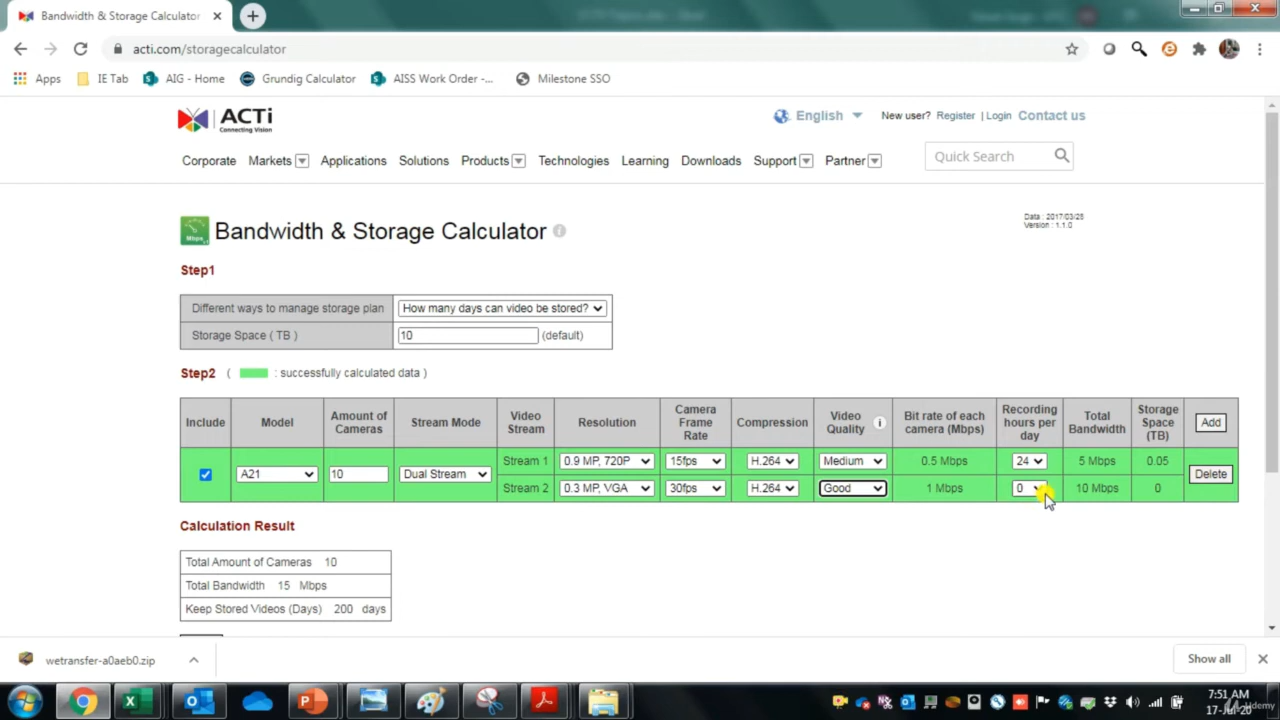 Bandwidth & Storage Calculator
acti.com/storagecalculator
Apps IE Tab AIG - Home Grundig Calculator AISS Work Order -... Milestone SSO
ACTi
Connecting Vision
English New user? Register | Login Contact us
Corporate Markets Applications Solutions Products Technologies Learning Downloads Support Partner Quick Search
Bandwidth & Storage Calculator
Data : 2017/03/28
Version : 1.1.0
Step1
Different ways to manage storage plan How many days can video be stored?
Storage Space ( TB ) 10 (default)
Step2 ( : successfully calculated data )
Include Model Amount of Cameras Stream Mode Video Stream Resolution Camera Frame Rate Compression Video Quality i Bit rate of each camera (Mbps) Recording hours per day Total Bandwidth Storage Space (TB) Add
A21 10 Dual Stream Stream 1 0.9 MP, 720P 15fps H.264 Medium 0.5 Mbps 24 5 Mbps 0.05 Delete
Stream 2 0.3 MP, VGA 30fps H.264 Good 1 Mbps 0 10 Mbps 0
Calculation Result
Total Amount of Cameras 10
Total Bandwidth 15 Mbps
Keep Stored Videos (Days) 200 days
wetransfer-a0aeb0.zip Show all
7:51 AM
17-Jul-20
Udemy